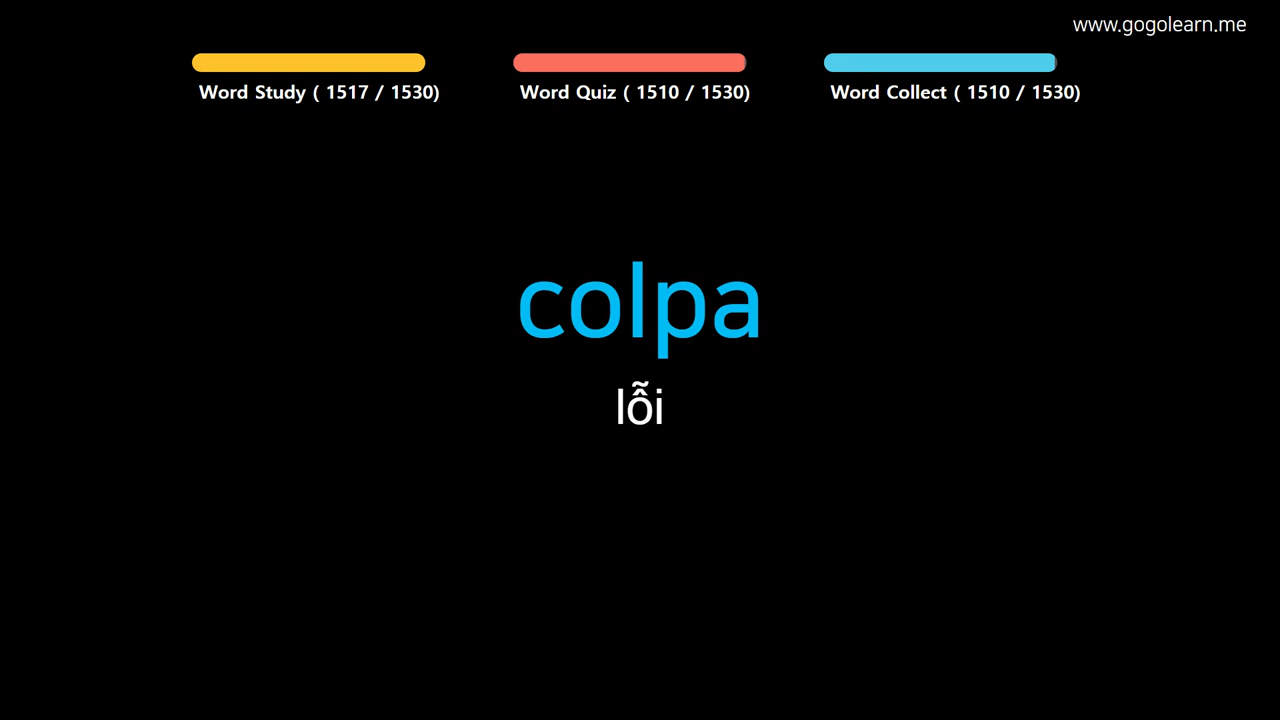 www.gogolearn.me
Word Study ( 1517 / 1530)
Word Quiz ( 1510 / 1530)
Word Collect ( 1510 / 1530)
colpa
lỗi